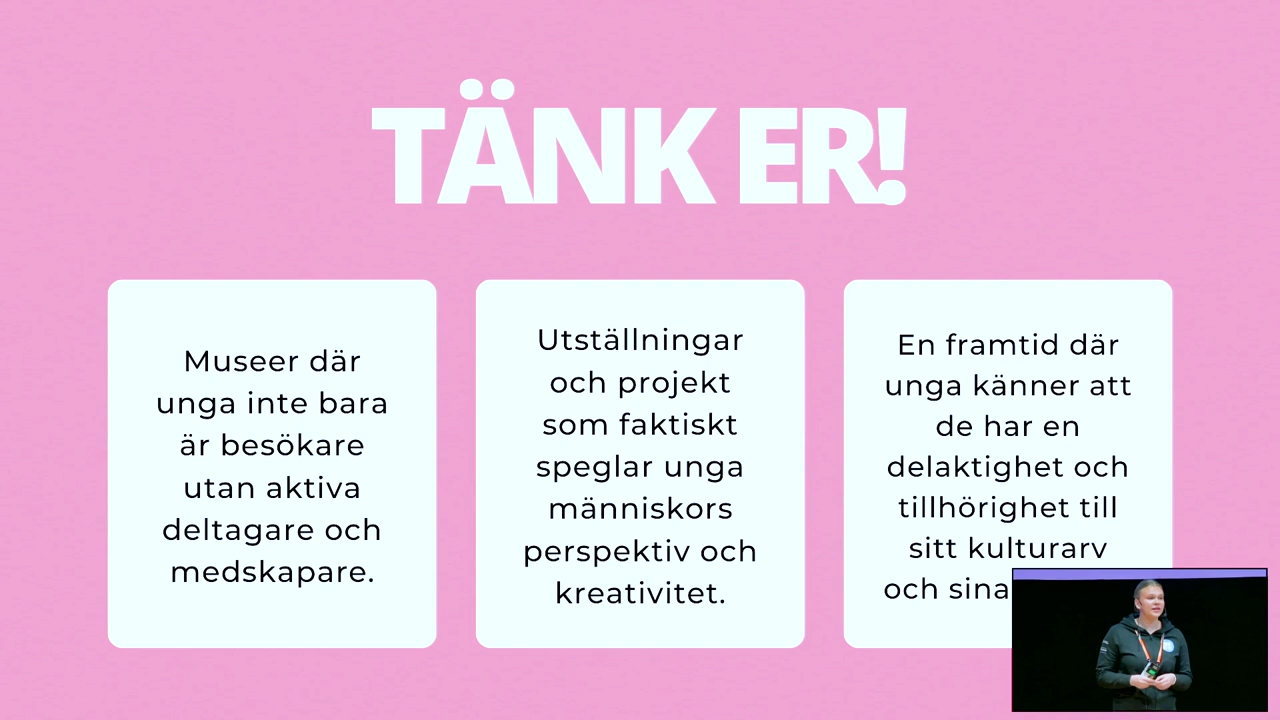 TÄNK ER!
Museer där
unga inte bara
är besökare
utan aktiva
deltagare och
medskapare.
Utställningar
och projekt
som faktiskt
speglar unga
människors
perspektiv och
kreativitet.
En framtid där
unga känner att
de har en
delaktighet och
tillhörighet till
sitt kulturarv
och sina